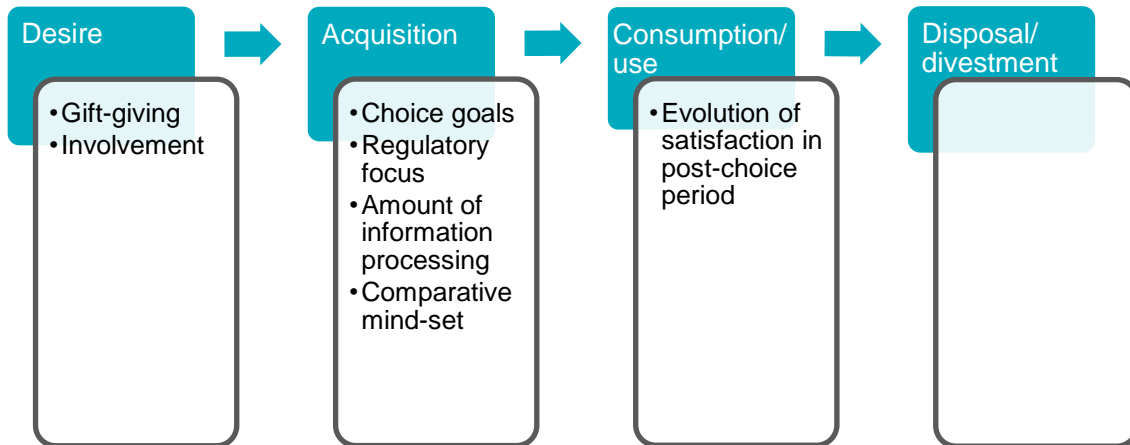 Desire
•Gift-giving
•Involvement
Acquisition
•Choice goals
•Regulatory
focus
•Amount of
information
processing
•Comparative
mind-set
Consumption/
use
•Evolution of
satisfaction in
post-choice
period
Disposal/
divestment